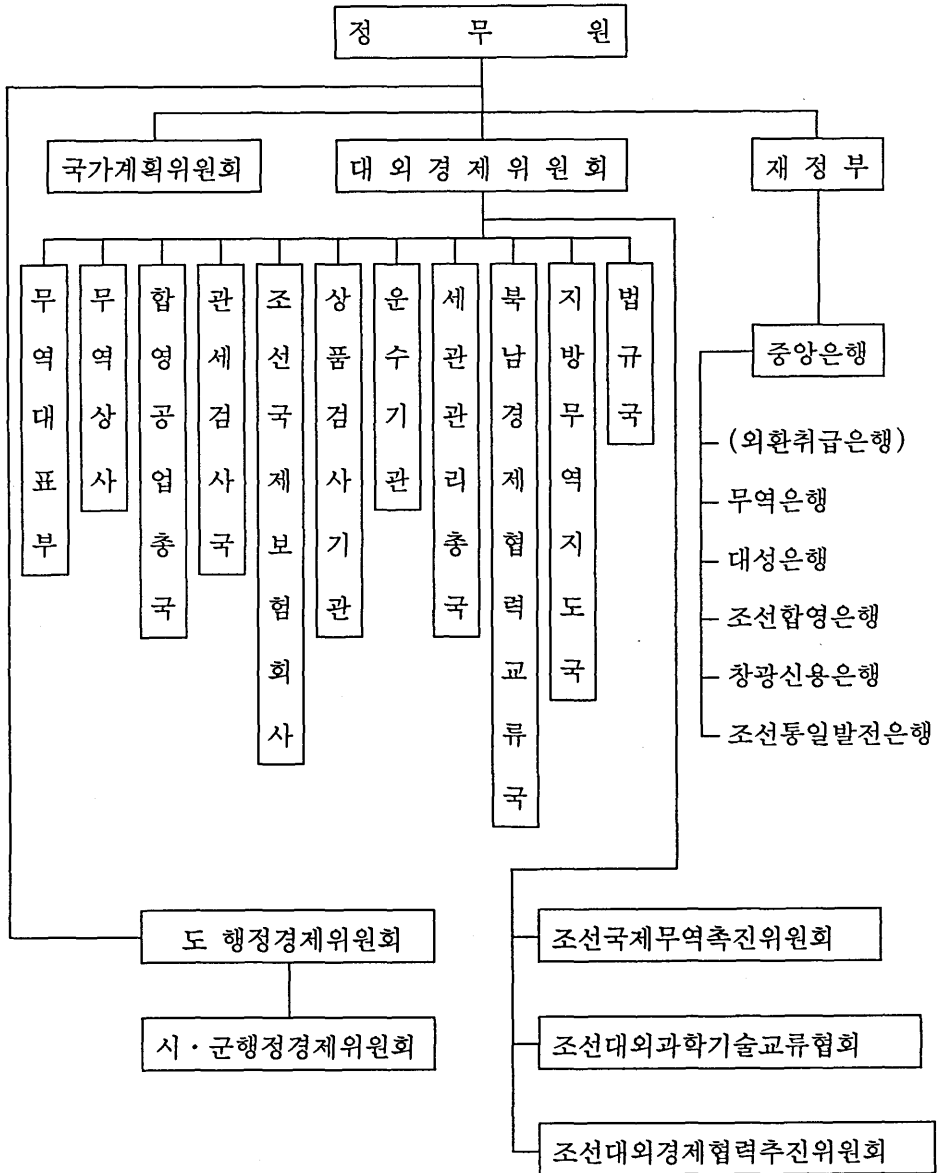 정 무 원
국가계획위원회
대 외 경 제 위 원 회
재 정 부
무역대표부
무역상사
합영공업총국
관세검사국
조선국제보험회사
상품검사기관
운수기관
세관관리총국
북남경제협력교류국
지방무역지도국
법규국
중앙은행
(외환취급은행)
무역은행
대성은행
조선합영은행
창광신용은행
조선통일발전은행
도 행정경제위원회
시·군행정경제위원회
조선국제무역촉진위원회
조선대외과학기술교류협회
조선대외경제협력추진위원회